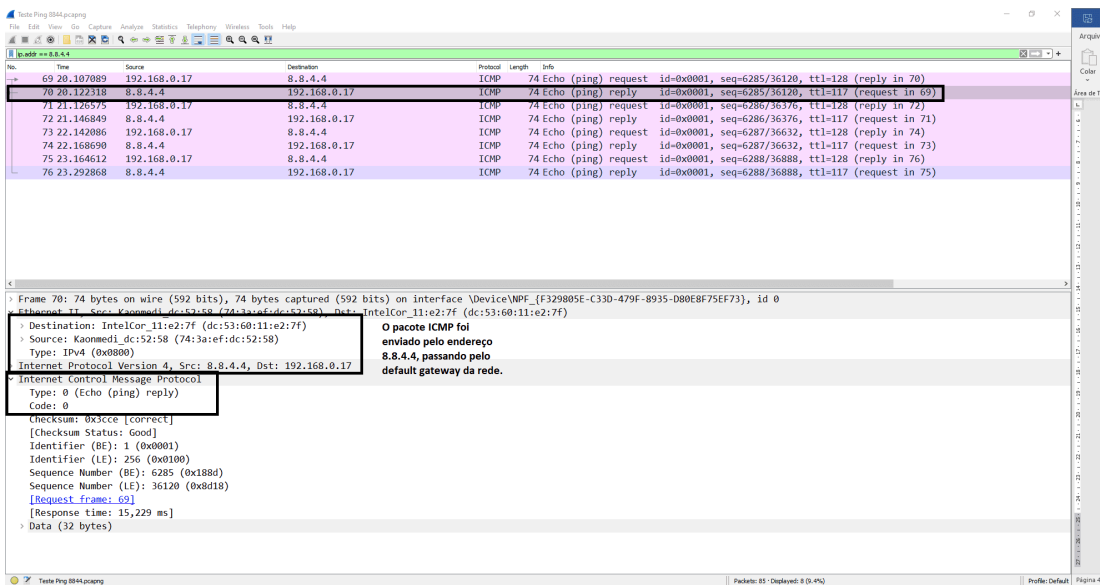 Teste Ping 8844.pcapng
File Edit View Go Capture Analyze Statistics Telephony Wireless Tools Help
ip.addr == 8.8.4.4
No. Time Source Destination Protocol Length Info
69 20.107089 192.168.0.17 8.8.4.4 ICMP 74 Echo (ping) request id=0x0001, seq=6285/36120, ttl=128 (reply in 70)
70 20.122318 8.8.4.4 192.168.0.17 ICMP 74 Echo (ping) reply id=0x0001, seq=6285/36120, ttl=117 (request in 69)
71 21.126575 192.168.0.17 8.8.4.4 ICMP 74 Echo (ping) request id=0x0001, seq=6286/36376, ttl=128 (reply in 72)
72 21.146849 8.8.4.4 192.168.0.17 ICMP 74 Echo (ping) reply id=0x0001, seq=6286/36376, ttl=117 (request in 71)
73 22.142086 192.168.0.17 8.8.4.4 ICMP 74 Echo (ping) request id=0x0001, seq=6287/36632, ttl=128 (reply in 74)
74 22.168690 8.8.4.4 192.168.0.17 ICMP 74 Echo (ping) reply id=0x0001, seq=6287/36632, ttl=117 (request in 73)
75 23.164612 192.168.0.17 8.8.4.4 ICMP 74 Echo (ping) request id=0x0001, seq=6288/36888, ttl=128 (reply in 76)
76 23.292868 8.8.4.4 192.168.0.17 ICMP 74 Echo (ping) reply id=0x0001, seq=6288/36888, ttl=117 (request in 75)
Frame 70: 74 bytes on wire (592 bits), 74 bytes captured (592 bits) on interface \Device\NPF_{F329805E-C33D-479F-8935-D80E8F75EF73}, id 0
Ethernet II, Src: Kaonmedi_dc:52:58 (74:3a:ef:dc:52:58), Dst: IntelCor_11:e2:7f (dc:53:60:11:e2:7f)
Destination: IntelCor_11:e2:7f (dc:53:60:11:e2:7f)
Source: Kaonmedi_dc:52:58 (74:3a:ef:dc:52:58)
Type: IPv4 (0x0800)
Internet Protocol Version 4, Src: 8.8.4.4, Dst: 192.168.0.17
Internet Control Message Protocol
Type: 0 (Echo (ping) reply)
Code: 0
Checksum: 0x3cce [correct]
[Checksum Status: Good]
Identifier (BE): 1 (0x0001)
Identifier (LE): 256 (0x0100)
Sequence Number (BE): 6285 (0x188d)
Sequence Number (LE): 36120 (0x8d18)
[Request frame: 69]
[Response time: 15,229 ms]
Data (32 bytes)
O pacote ICMP foi
enviado pelo endereço
8.8.4.4, passando pelo
default gateway da rede.
Teste Ping 8844.pcapng
Packets: 85 · Displayed: 8 (9.4%)
Profile: Default
Arquiv
Colar
Área de T
Página 4